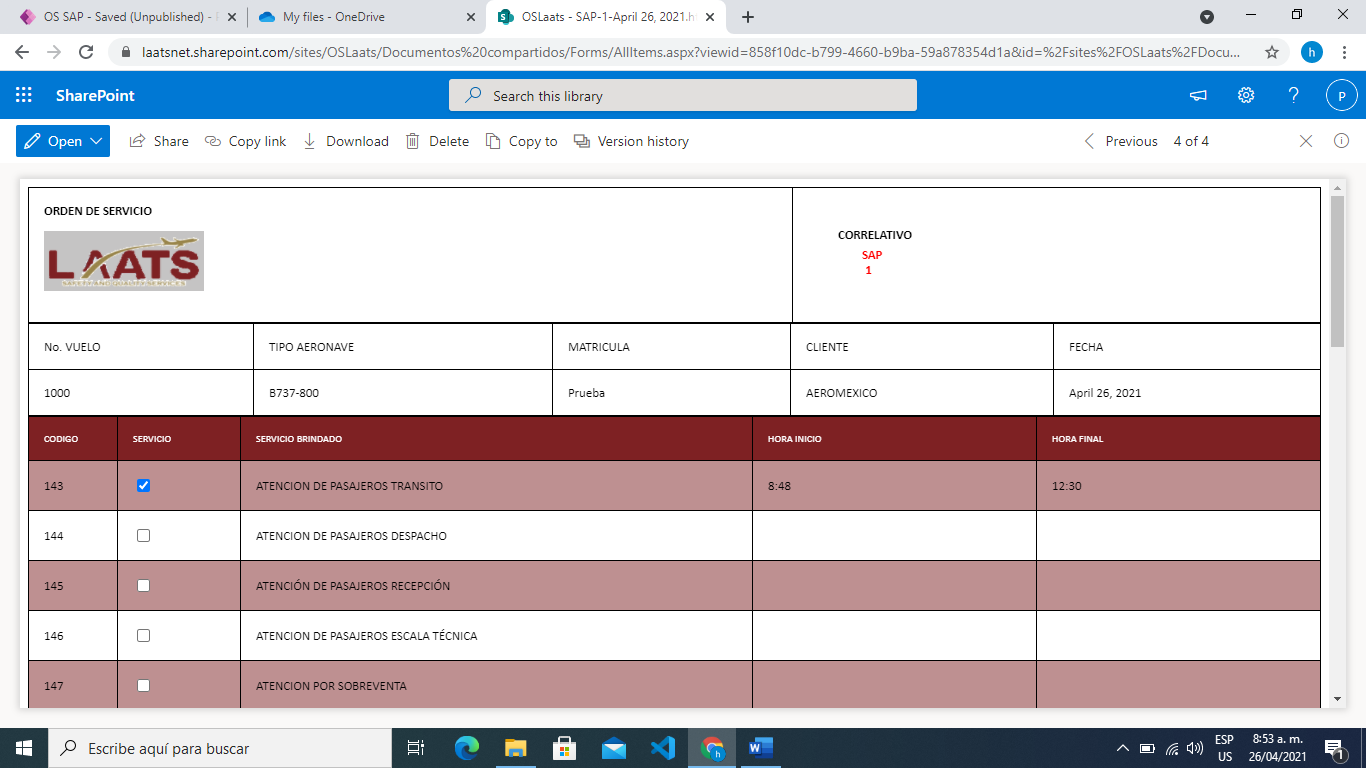 OS SAP - Saved (Unpublished) -
My files - OneDrive
OSLaats - SAP-1-April 26, 2021.h
laatsnet.sharepoint.com/sites/OSLaats/Documentos%20compartidos/Forms/AllItems.aspx?viewid=858f10dc-b799-4660-b9ba-59a878354d1a&id=%2Fsites%2FOSLaats%2FDocu...
h
SharePoint
Search this library
P
Open
Share
Copy link
Download
Delete
Copy to
Version history
Previous
4 of 4
ORDEN DE SERVICIO
LAATS
SAFETY AND QUALITY SERVICES
CORRELATIVO
SAP
1
No. VUELO TIPO AERONAVE MATRICULA CLIENTE FECHA
1000 B737-800 Prueba AEROMEXICO April 26, 2021
CODIGO SERVICIO SERVICIO BRINDADO HORA INICIO HORA FINAL
143 ATENCION DE PASAJEROS TRANSITO 8:48 12:30
144 ATENCION DE PASAJEROS DESPACHO
145 ATENCIÓN DE PASAJEROS RECEPCIÓN
146 ATENCION DE PASAJEROS ESCALA TÉCNICA
147 ATENCION POR SOBREVENTA
Escribe aquí para buscar
ESP
US
8:53 a. m.
26/04/2021
1